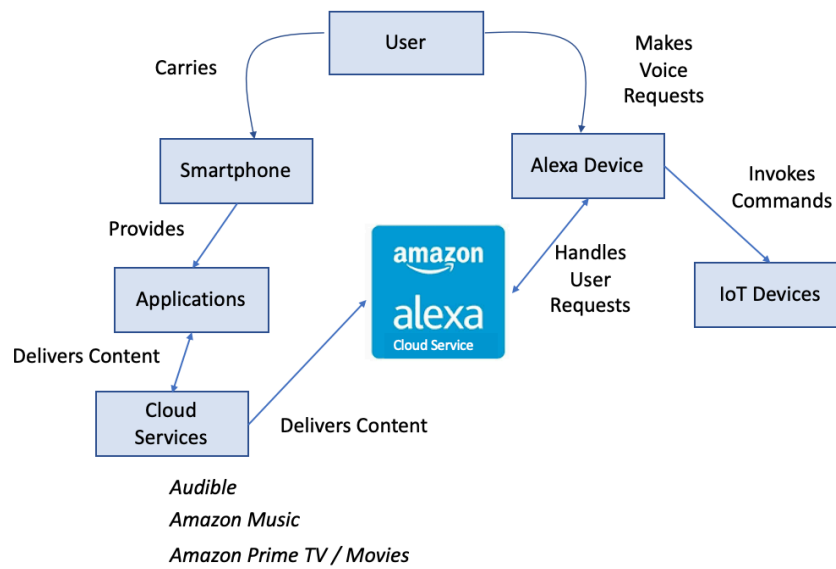 User
Carries
Makes
Voice
Requests
Smartphone
Alexa Device
Invokes
Commands
Provides
amazon
Handles
User
Requests
Applications
alexa
IoT Devices
Cloud Service
Delivers Content
Cloud
Services
Delivers Content
Audible
Amazon Music
Amazon Prime TV / Movies